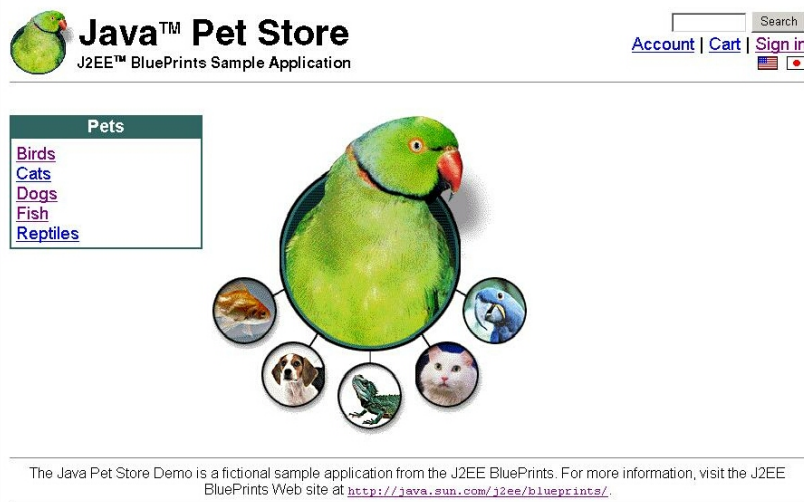 Java™ Pet Store
J2EE™ BluePrints Sample Application
Search
Account | Cart | Sign in
Pets
Birds
Cats
Dogs
Fish
Reptiles
The Java Pet Store Demo is a fictional sample application from the J2EE BluePrints. For more information, visit the J2EE
BluePrints Web site at http://java.sun.com/j2ee/blueprints/.